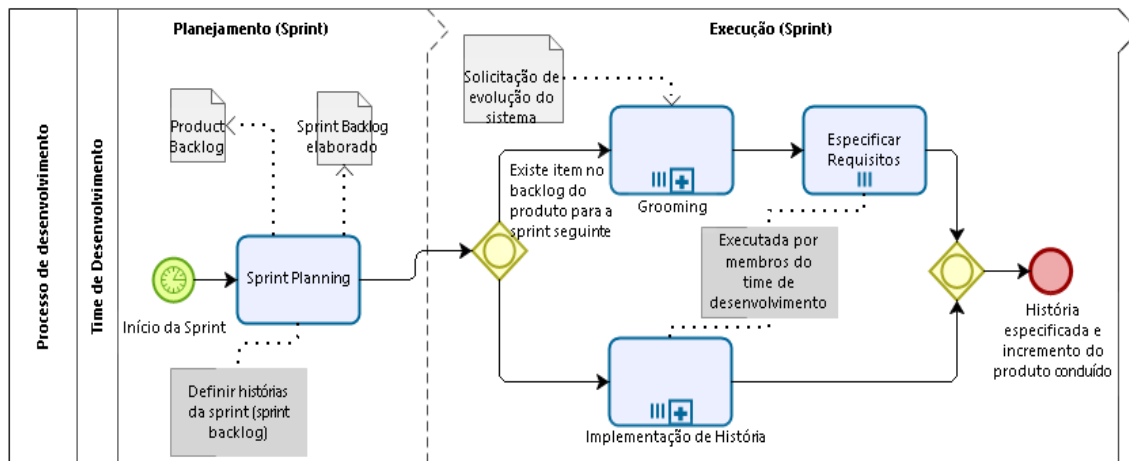 Processo de desenvolvimento
Time de Desenvolvimento
Planejamento (Sprint)
Execução (Sprint)
Product
Backlog
Sprint Backlog
elaborado
Início da Sprint
Sprint Planning
Definir histórias
da sprint (sprint
backlog)
Solicitação de
evolução do
sistema
Existe item no
backlog do
produto para a
sprint seguinte
Grooming
Especificar
Requisitos
Executada por
membros do
time de
desenvolvimento
Implementação de História
História
especificada e
incremento do
produto concluído